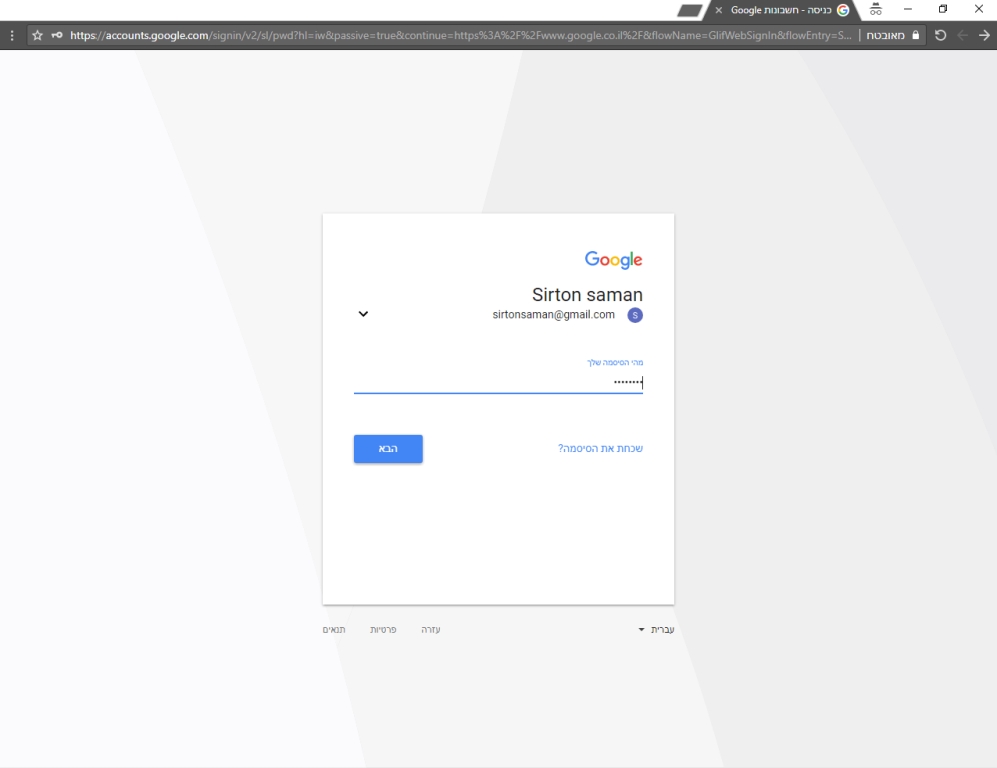 כניסה - חשבונות Google
https://accounts.google.com/signin/v2/sl/pwd?hl=iw&passive=true&continue=https%3A%2F%2Fwww.google.co.il%2F&flowName=GlifWebSignIn&flowEntry=S...
מאובטח
Google
Sirton saman
sirtonsaman@gmail.com
S
מהי הסיסמה שלך
••••••••
שכחת את הסיסמה?
הבא
עברית
עזרה
פרטיות
תנאים